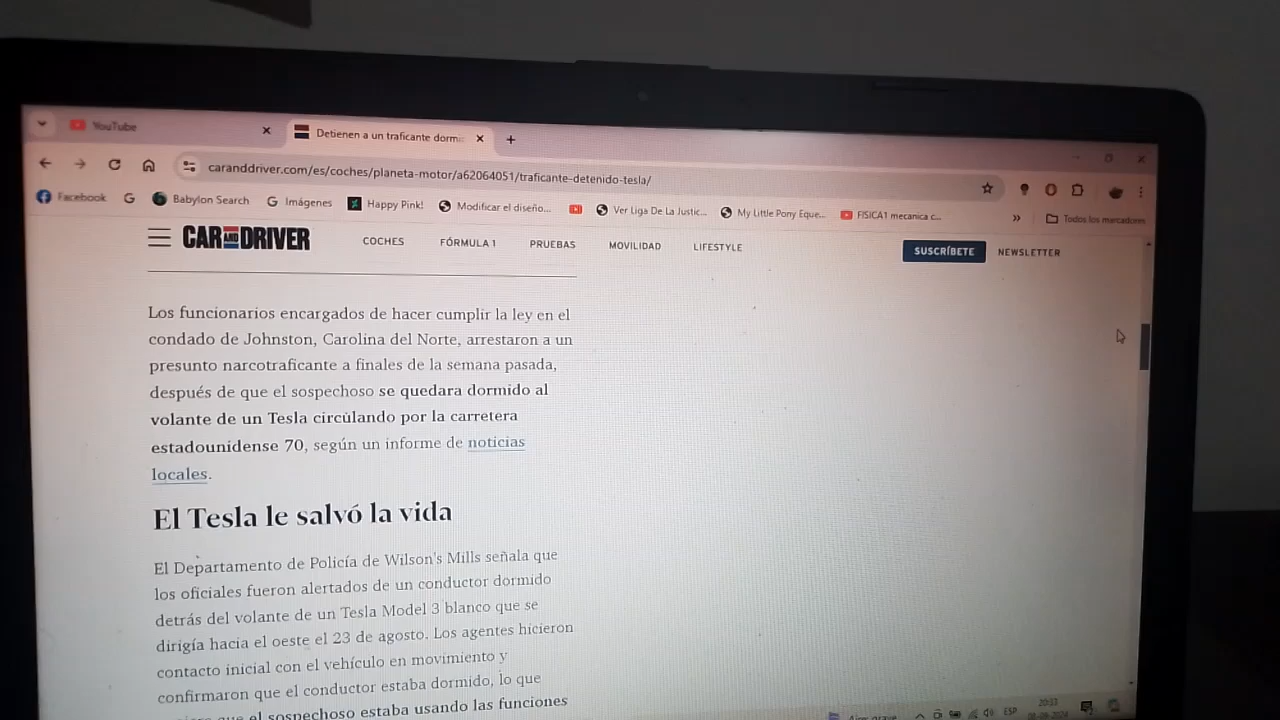 YouTube
Detienen a un traficante dorm
caranddriver.com/es/coches/planeta-motor/a62064051/traficante-detenido-tesla/
Facebook Babylon Search Imágenes Happy Pink! Modificar el diseño... Ver Liga De La Justic... My Little Pony Eque... FISICA1 mecanica c... Todos los marcadores
CAR AND DRIVER COCHES FÓRMULA 1 PRUEBAS MOVILIDAD LIFESTYLE SUSCRÍBETE NEWSLETTER
Los funcionarios encargados de hacer cumplir la ley en el
condado de Johnston, Carolina del Norte, arrestaron a un
presunto narcotraficante a finales de la semana pasada,
después de que el sospechoso se quedara dormido al
volante de un Tesla circulando por la carretera
estadounidense 70, según un informe de noticias
locales.
El Tesla le salvó la vida
El Departamento de Policía de Wilson's Mills señala que
los oficiales fueron alertados de un conductor dormido
detrás del volante de un Tesla Model 3 blanco que se
dirigía hacia el oeste el 23 de agosto. Los agentes hicieron
contacto inicial con el vehículo en movimiento y
confirmaron que el conductor estaba dormido, lo que
que el sospechoso estaba usando las funciones
ESP 20:53